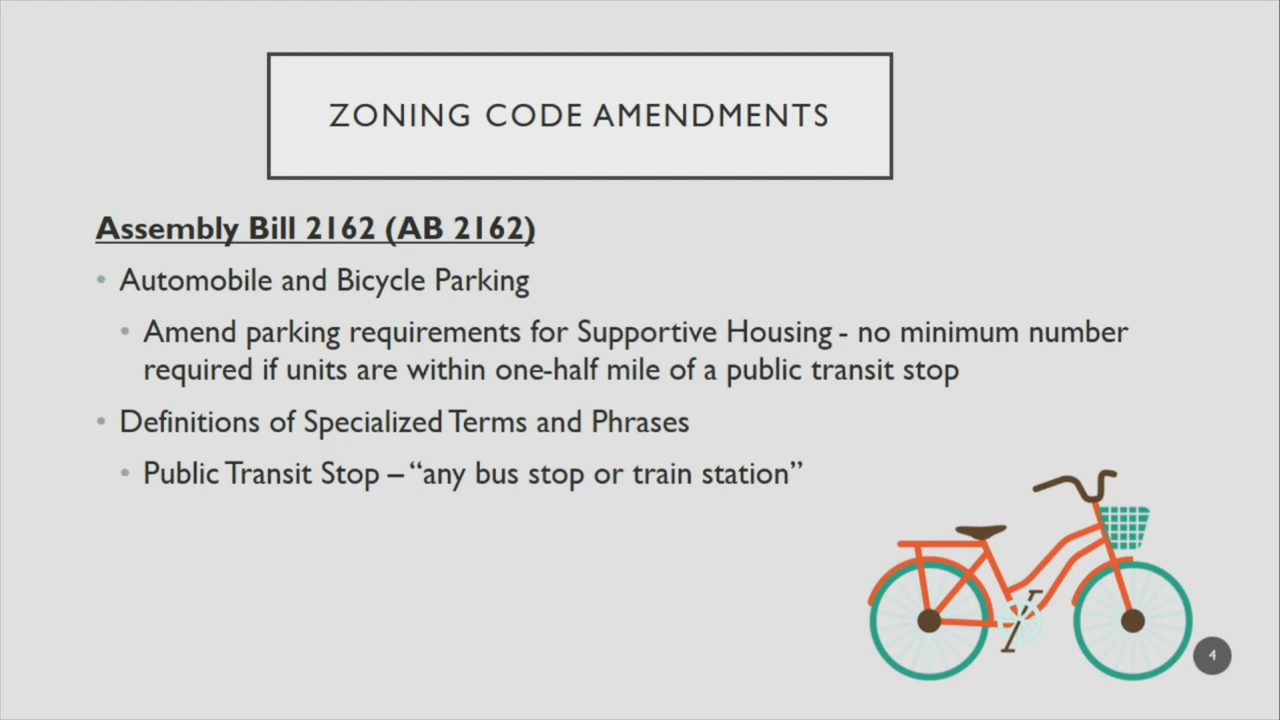 ZONING CODE AMENDMENTS
Assembly Bill 2162 (AB 2162)
• Automobile and Bicycle Parking
• Amend parking requirements for Supportive Housing - no minimum number
required if units are within one-half mile of a public transit stop
• Definitions of Specialized Terms and Phrases
• Public Transit Stop – “any bus stop or train station”
4